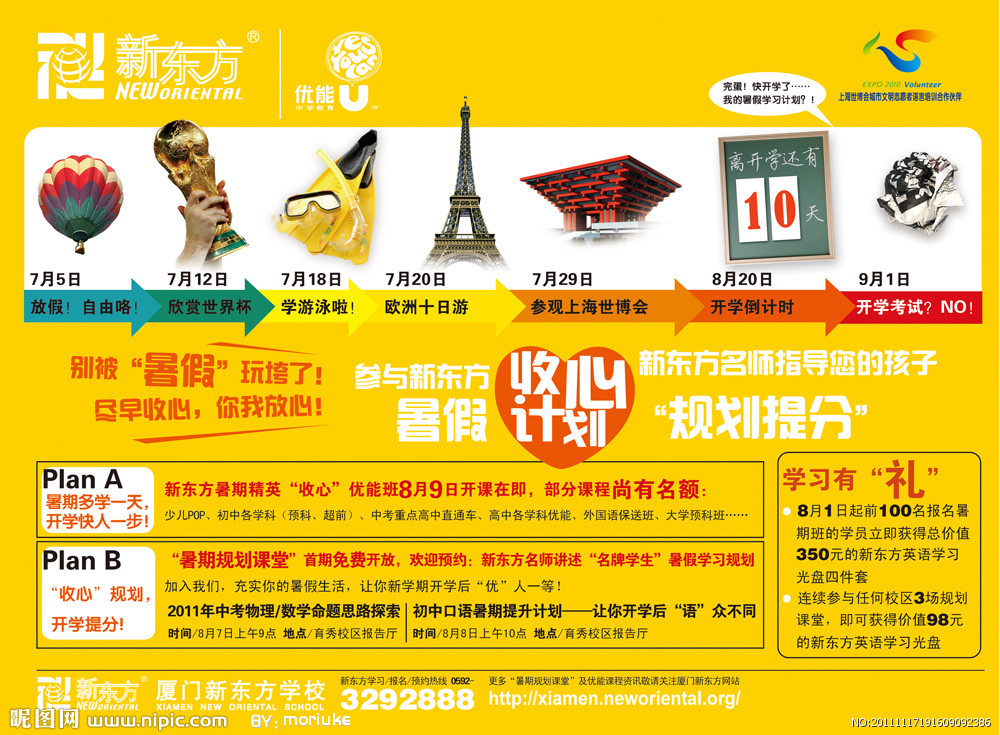 新东方®
NEW ORIENTAL
优能
中学教育
yes
your
car
U
™
EXPO 2010 Volunteer
上海世博会城市文明志愿者语言培训合作伙伴
完蛋！快开学了……
我的暑假学习计划？！
离开学还有
10
天
7月5日
7月12日
7月18日
7月20日
7月29日
8月20日
9月1日
放假！自由咯！
欣赏世界杯
学游泳啦！
欧洲十日游
参观上海世博会
开学倒计时
开学考试？NO！
别被“暑假”玩垮了！
尽早收心，你我放心！
参与新东方
暑假
收心
计划
新东方名师指导您的孩子
“规划提分”
Plan A
暑期多学一天，
开学快人一步！
新东方暑期精英“收心”优能班8月9日开课在即，部分课程尚有名额：
少儿POP、初中各学科（预科、超前）、中考重点高中直通车、高中各学科优能、外国语保送班、大学预科班……
Plan B
“收心”规划，
开学提分！
“暑期规划课堂”首期免费开放，欢迎预约：新东方名师讲述“名牌学生”暑假学习规划
加入我们，充实你的暑假生活，让你新学期开学后“优”人一等！
2011年中考物理/数学命题思路探索
时间/8月7日上午9点 地点/育秀校区报告厅
初中口语暑期提升计划——让你开学后“语”众不同
时间/8月8日上午10点 地点/育秀校区报告厅
学习有“礼”
● 8月1日起前100名报名暑
期班的学员立即获得总价值
350元的新东方英语学习
光盘四件套
● 连续参与任何校区3场规划
课堂，即可获得价值98元
的新东方英语学习光盘
新东方®
NEW ORIENTAL
厦门新东方学校
XIAMEN NEW ORIENTAL SCHOOL
新东方学习/报名/预约热线 0592-
3292888
更多“暑期规划课堂”及优能课程资讯敬请关注厦门新东方网站
http://xiamen.neworiental.org/
昵图网 www.nipic.com
BY：moriuke
NO:20111117191609092386